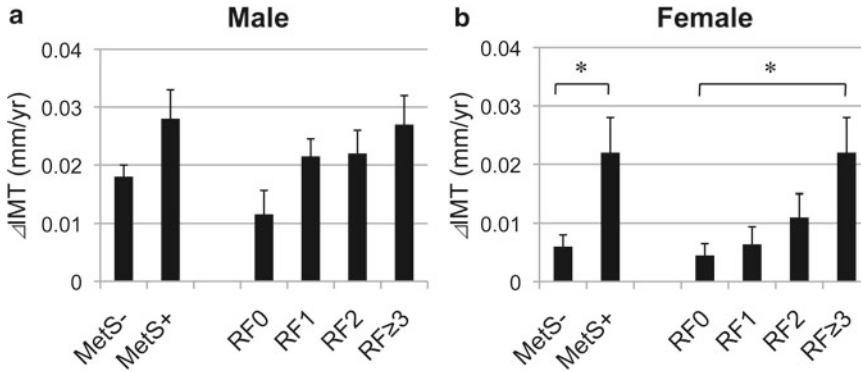 a Male
⊿IMT (mm/yr)
0.04
0.03
0.02
0.01
0
MetS-
MetS+
RF0
RF1
RF2
RF≥3
b Female
⊿IMT (mm/yr)
0.04
0.03
0.02
0.01
0
*
*
MetS-
MetS+
RF0
RF1
RF2
RF≥3